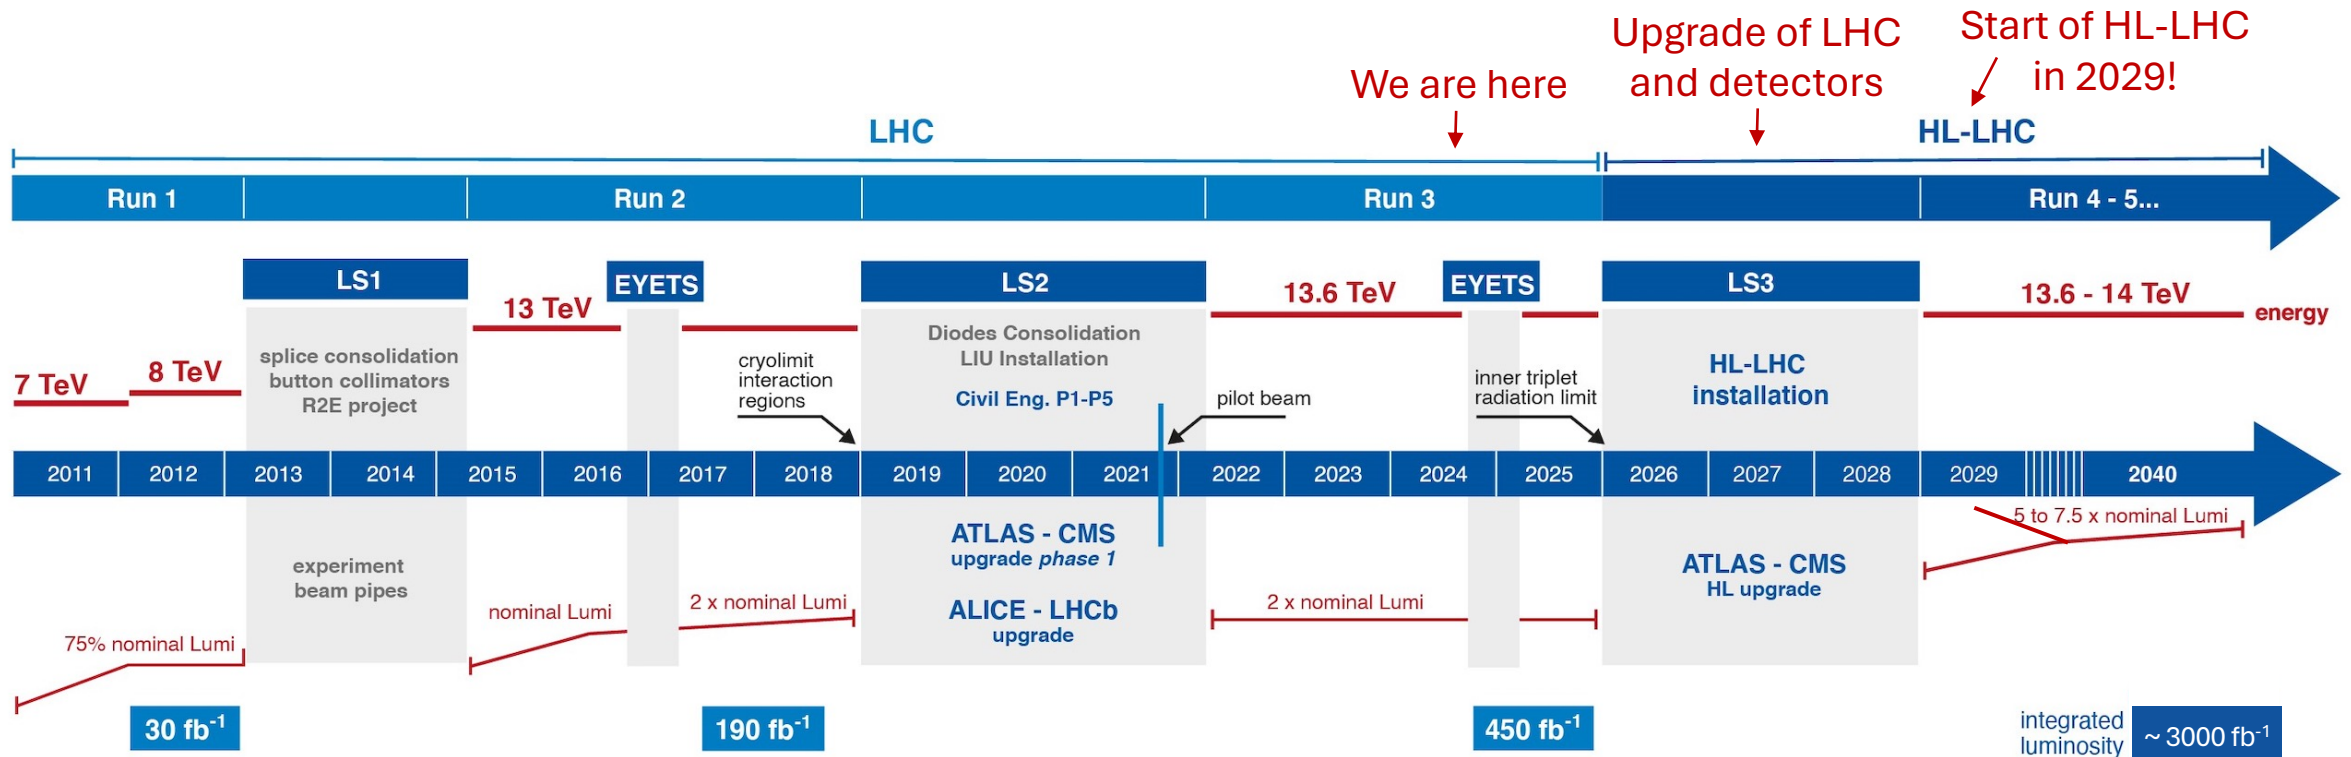 Upgrade of LHC
and detectors
Start of HL-LHC
in 2029!
We are here
LHC
HL-LHC
Run 1
Run 2
Run 3
Run 4 - 5...
LS1
EYETS
LS2
EYETS
LS3
13 TeV
13.6 TeV
13.6 - 14 TeV
energy
7 TeV
8 TeV
splice consolidation
button collimators
R2E project
cryolimit
interaction
regions
Diodes Consolidation
LIU Installation
Civil Eng. P1-P5
pilot beam
inner triplet
radiation limit
HL-LHC
installation
2011
2012
2013
2014
2015
2016
2017
2018
2019
2020
2021
2022
2023
2024
2025
2026
2027
2028
2029
2040
experiment
beam pipes
ATLAS - CMS
upgrade phase 1
ALICE - LHCb
upgrade
ATLAS - CMS
HL upgrade
5 to 7.5 x nominal Lumi
75% nominal Lumi
nominal Lumi
2 x nominal Lumi
2 x nominal Lumi
30 fb⁻¹
190 fb⁻¹
450 fb⁻¹
integrated
luminosity
~ 3000 fb⁻¹